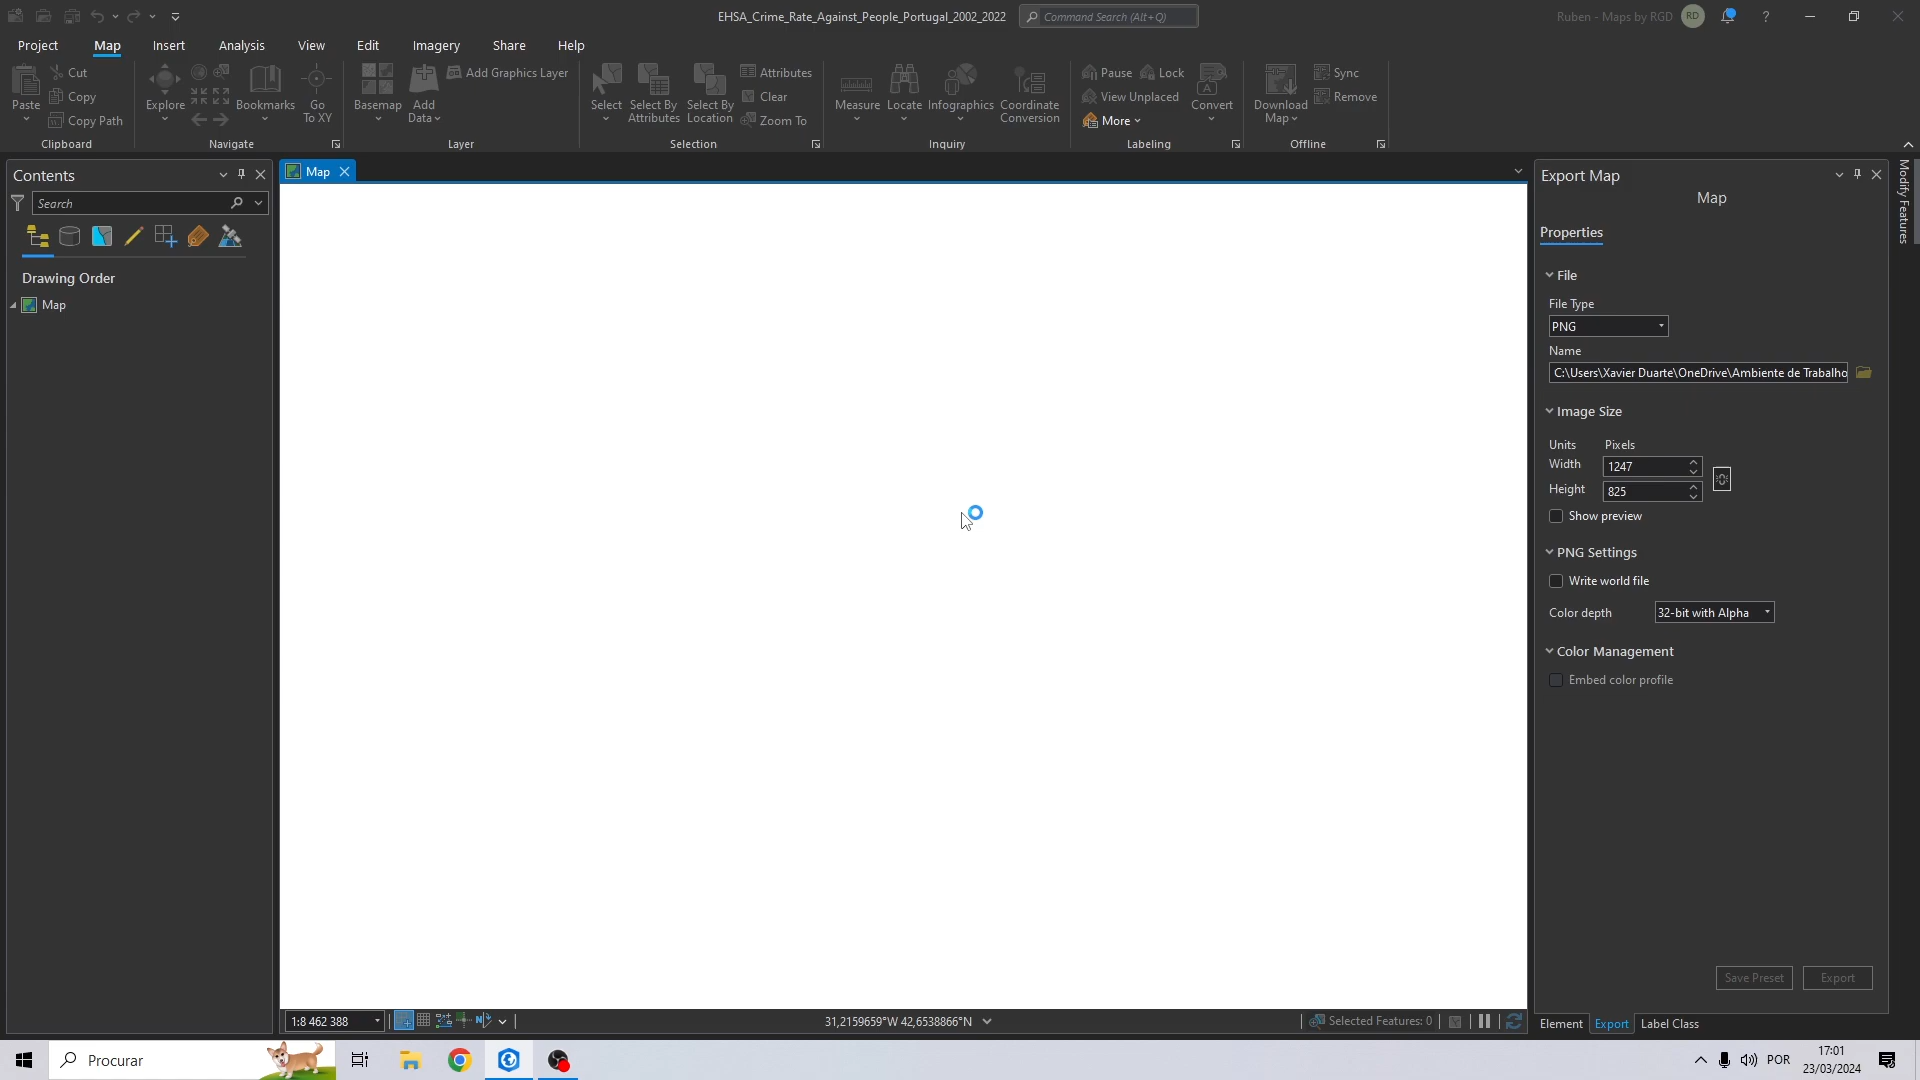 EHSA_Crime_Rate_Against_People_Portugal_2002_2022
Command Search (Alt+Q)
Ruben - Maps by RGD
RD
?
Project
Map
Insert
Analysis
View
Edit
Imagery
Share
Help
Paste
Cut
Copy
Copy Path
Clipboard
Explore
Bookmarks
Go
To XY
Navigate
Basemap
Add
Data
Add Graphics Layer
Layer
Select
Select By
Attributes
Select By
Location
Attributes
Clear
Zoom To
Selection
Measure
Locate
Infographics
Coordinate
Conversion
Inquiry
Pause
Lock
View Unplaced
More
Convert
Labeling
Download
Map
Sync
Remove
Offline
Contents
Search
Drawing Order
Map
Map
Export Map
Map
Properties
File
File Type
PNG
Name
C:\Users\Xavier Duarte\OneDrive\Ambiente de Trabalho
Image Size
Units Pixels
Width 1247
Height 825
Show preview
PNG Settings
Write world file
Color depth 32-bit with Alpha
Color Management
Embed color profile
Save Preset
Export
Element
Export
Label Class
Modify Features
1:8 462 388
31,2159659°W 42,6538866°N
Selected Features: 0
Procurar
POR
17:01
23/03/2024